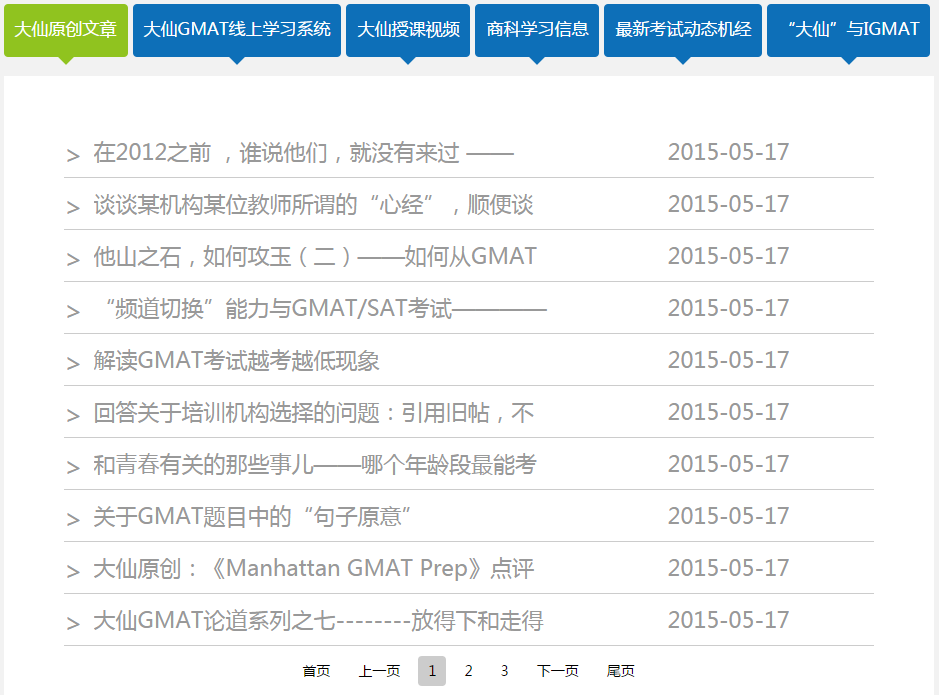 大仙原创文章 大仙GMAT线上学习系统 大仙授课视频 商科学习信息 最新考试动态机经 “大仙”与IGMAT
> 在2012之前 ，谁说他们，就没有来过 —— 2015-05-17
> 谈谈某机构某位教师所谓的“心经”，顺便谈 2015-05-17
> 他山之石，如何攻玉（二）——如何从GMAT 2015-05-17
> “频道切换”能力与GMAT/SAT考试———— 2015-05-17
> 解读GMAT考试越考越低现象 2015-05-17
> 回答关于培训机构选择的问题：引用旧帖，不 2015-05-17
> 和青春有关的那些事儿——哪个年龄段最能考 2015-05-17
> 关于GMAT题目中的“句子原意” 2015-05-17
> 大仙原创：《Manhattan GMAT Prep》点评 2015-05-17
> 大仙GMAT论道系列之七--------放得下和走得 2015-05-17
首页 上一页 1 2 3 下一页 尾页